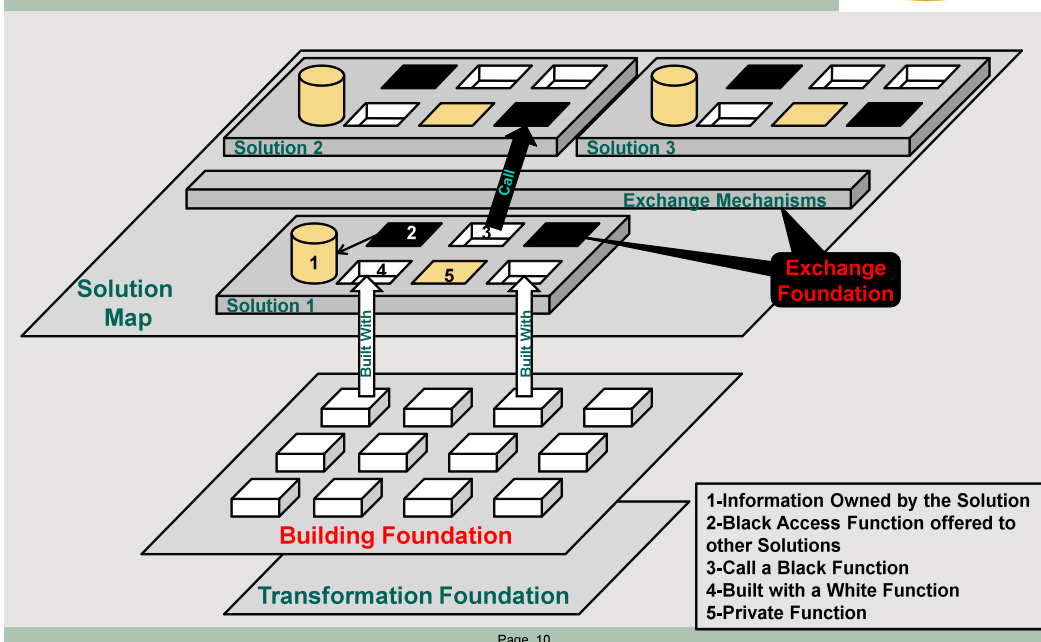 Solution 2
Solution 3
Call
Exchange Mechanisms
2
3
1
4
5
Exchange
Foundation
Solution
Map
Solution 1
Built With
Built With
Building Foundation
Transformation Foundation
1-Information Owned by the Solution
2-Black Access Function offered to
other Solutions
3-Call a Black Function
4-Built with a White Function
5-Private Function
Page 10